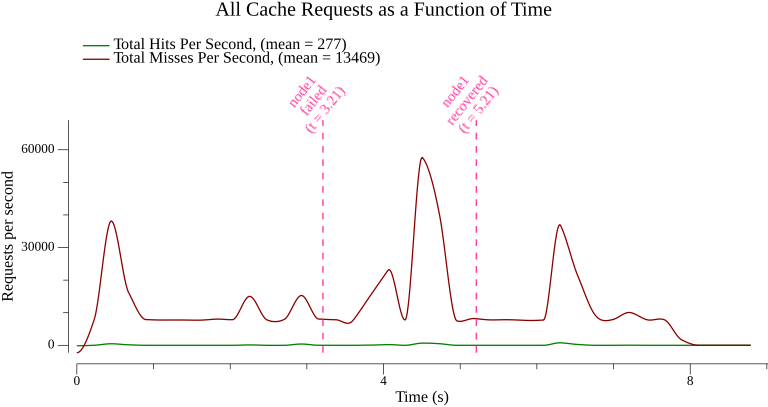 All Cache Requests as a Function of Time
Total Hits Per Second, (mean = 277)
Total Misses Per Second, (mean = 13469)
node1
failed
(t = 3.21)
node1
recovered
(t = 5.21)
60000
30000
0
Requests per second
0
4
8
Time (s)